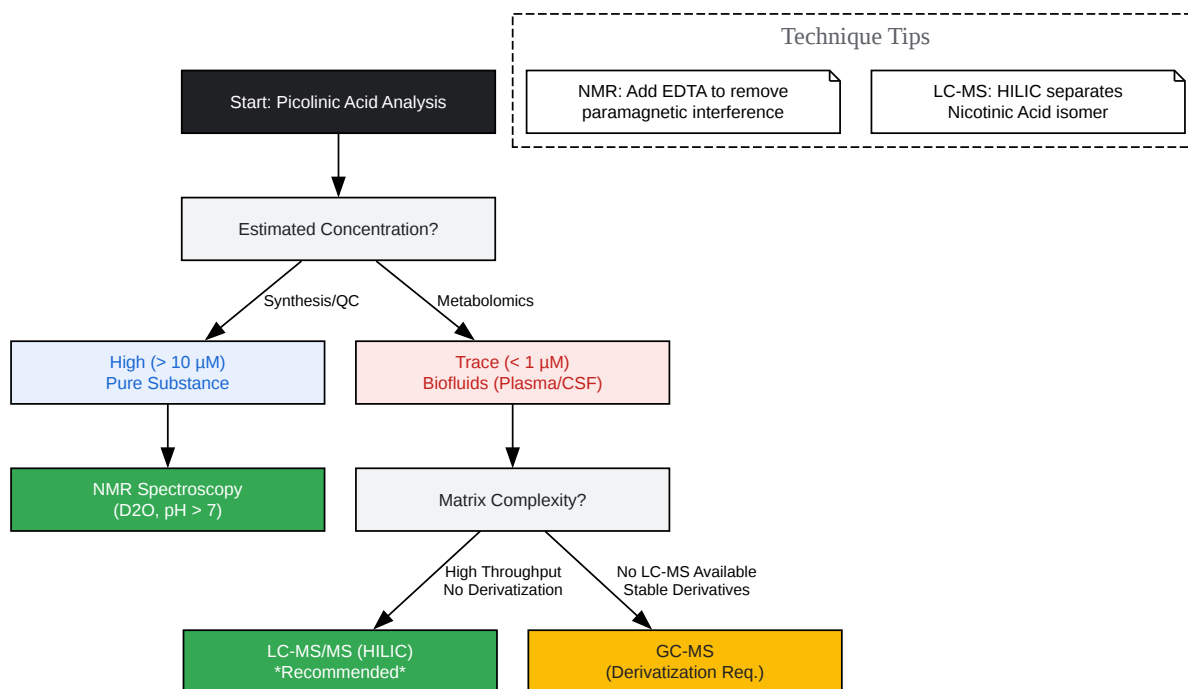 Technique Tips
Start: Picolinic Acid Analysis
NMR: Add EDTA to remove
paramagnetic interference
LC-MS: HILIC separates
Nicotinic Acid isomer
Estimated Concentration?
Synthesis/QC
Metabolomics
High (> 10 µM)
Pure Substance
Trace (< 1 µM)
Biofluids (Plasma/CSF)
NMR Spectroscopy
(D2O, pH > 7)
Matrix Complexity?
High Throughput
No Derivatization
No LC-MS Available
Stable Derivatives
LC-MS/MS (HILIC)
*Recommended*
GC-MS
(Derivatization Req.)